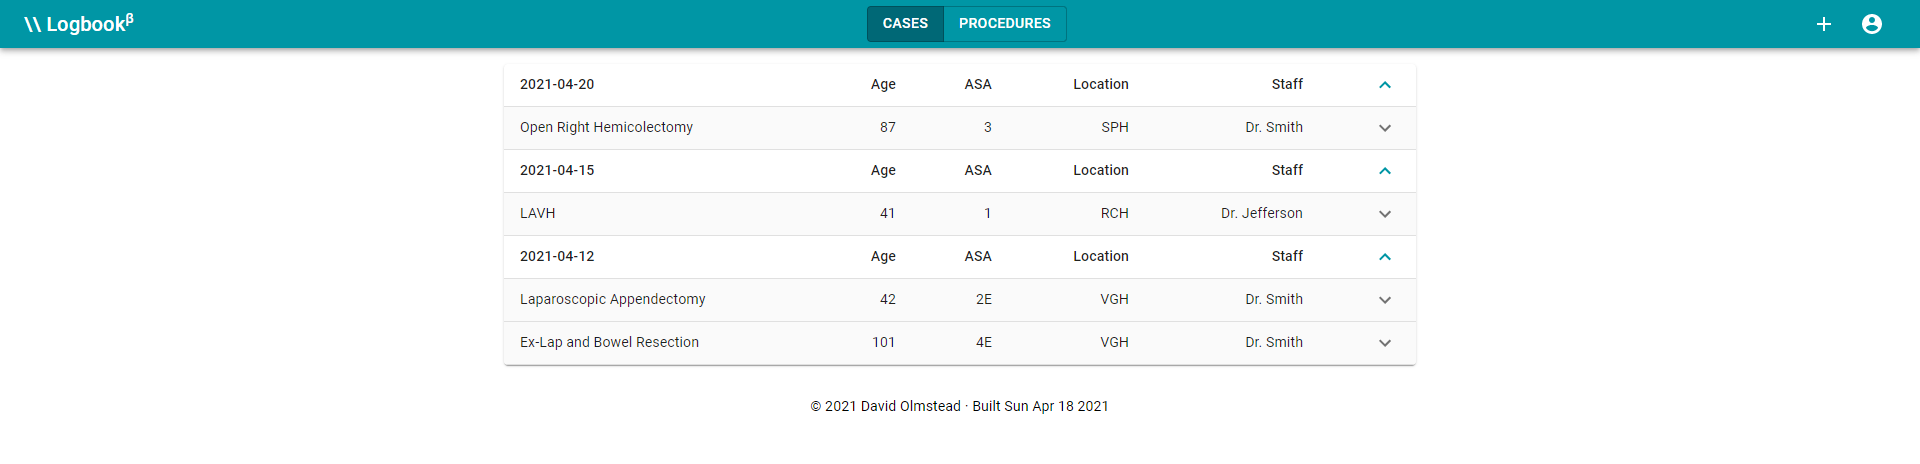 \\ Logbookβ CASES PROCEDURES
2021-04-20 Age ASA Location Staff
Open Right Hemicolectomy 87 3 SPH Dr. Smith
2021-04-15 Age ASA Location Staff
LAVH 41 1 RCH Dr. Jefferson
2021-04-12 Age ASA Location Staff
Laparoscopic Appendectomy 42 2E VGH Dr. Smith
Ex-Lap and Bowel Resection 101 4E VGH Dr. Smith
© 2021 David Olmstead · Built Sun Apr 18 2021